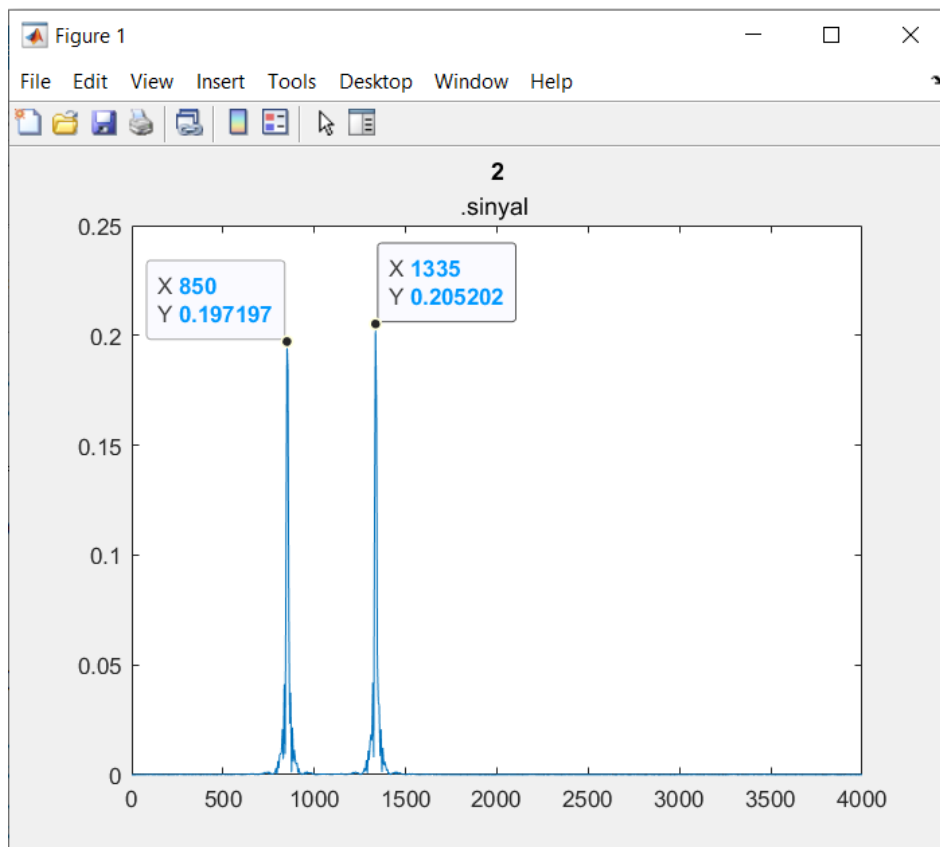 Figure 1
File Edit View Insert Tools Desktop Window Help
2
.sinyal
0.25
0.2
0.15
0.1
0.05
0
X 850
Y 0.197197
X 1335
Y 0.205202
0 500 1000 1500 2000 2500 3000 3500 4000